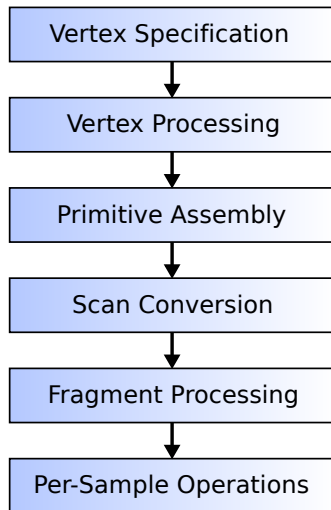 Vertex Specification
Vertex Processing
Primitive Assembly
Scan Conversion
Fragment Processing
Per-Sample Operations